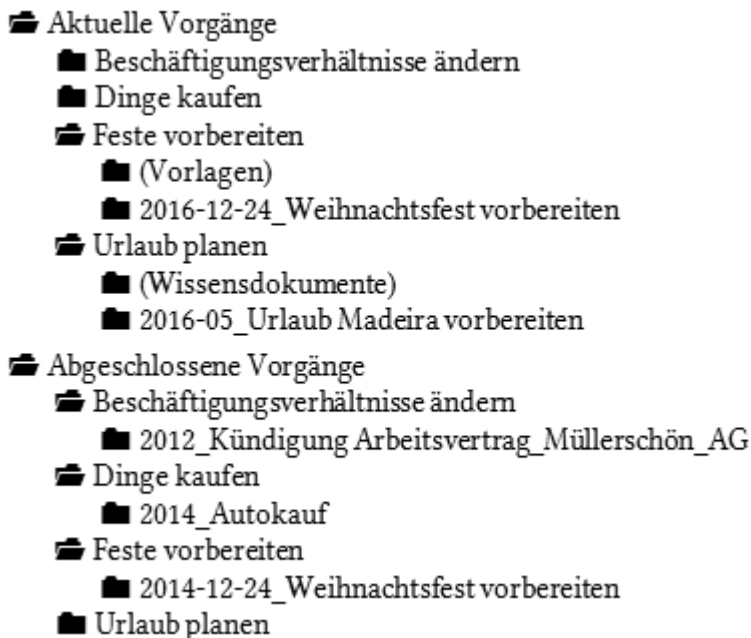 Aktuelle Vorgänge
Beschäftigungsverhältnisse ändern
Dinge kaufen
Feste vorbereiten
(Vorlagen)
2016-12-24_Weihnachtsfest vorbereiten
Urlaub planen
(Wissensdokumente)
2016-05_Urlaub Madeira vorbereiten
Abgeschlossene Vorgänge
Beschäftigungsverhältnisse ändern
2012_Kündigung Arbeitsvertrag_Müllerschön_AG
Dinge kaufen
2014_Autokauf
Feste vorbereiten
2014-12-24_Weihnachtsfest vorbereiten
Urlaub planen